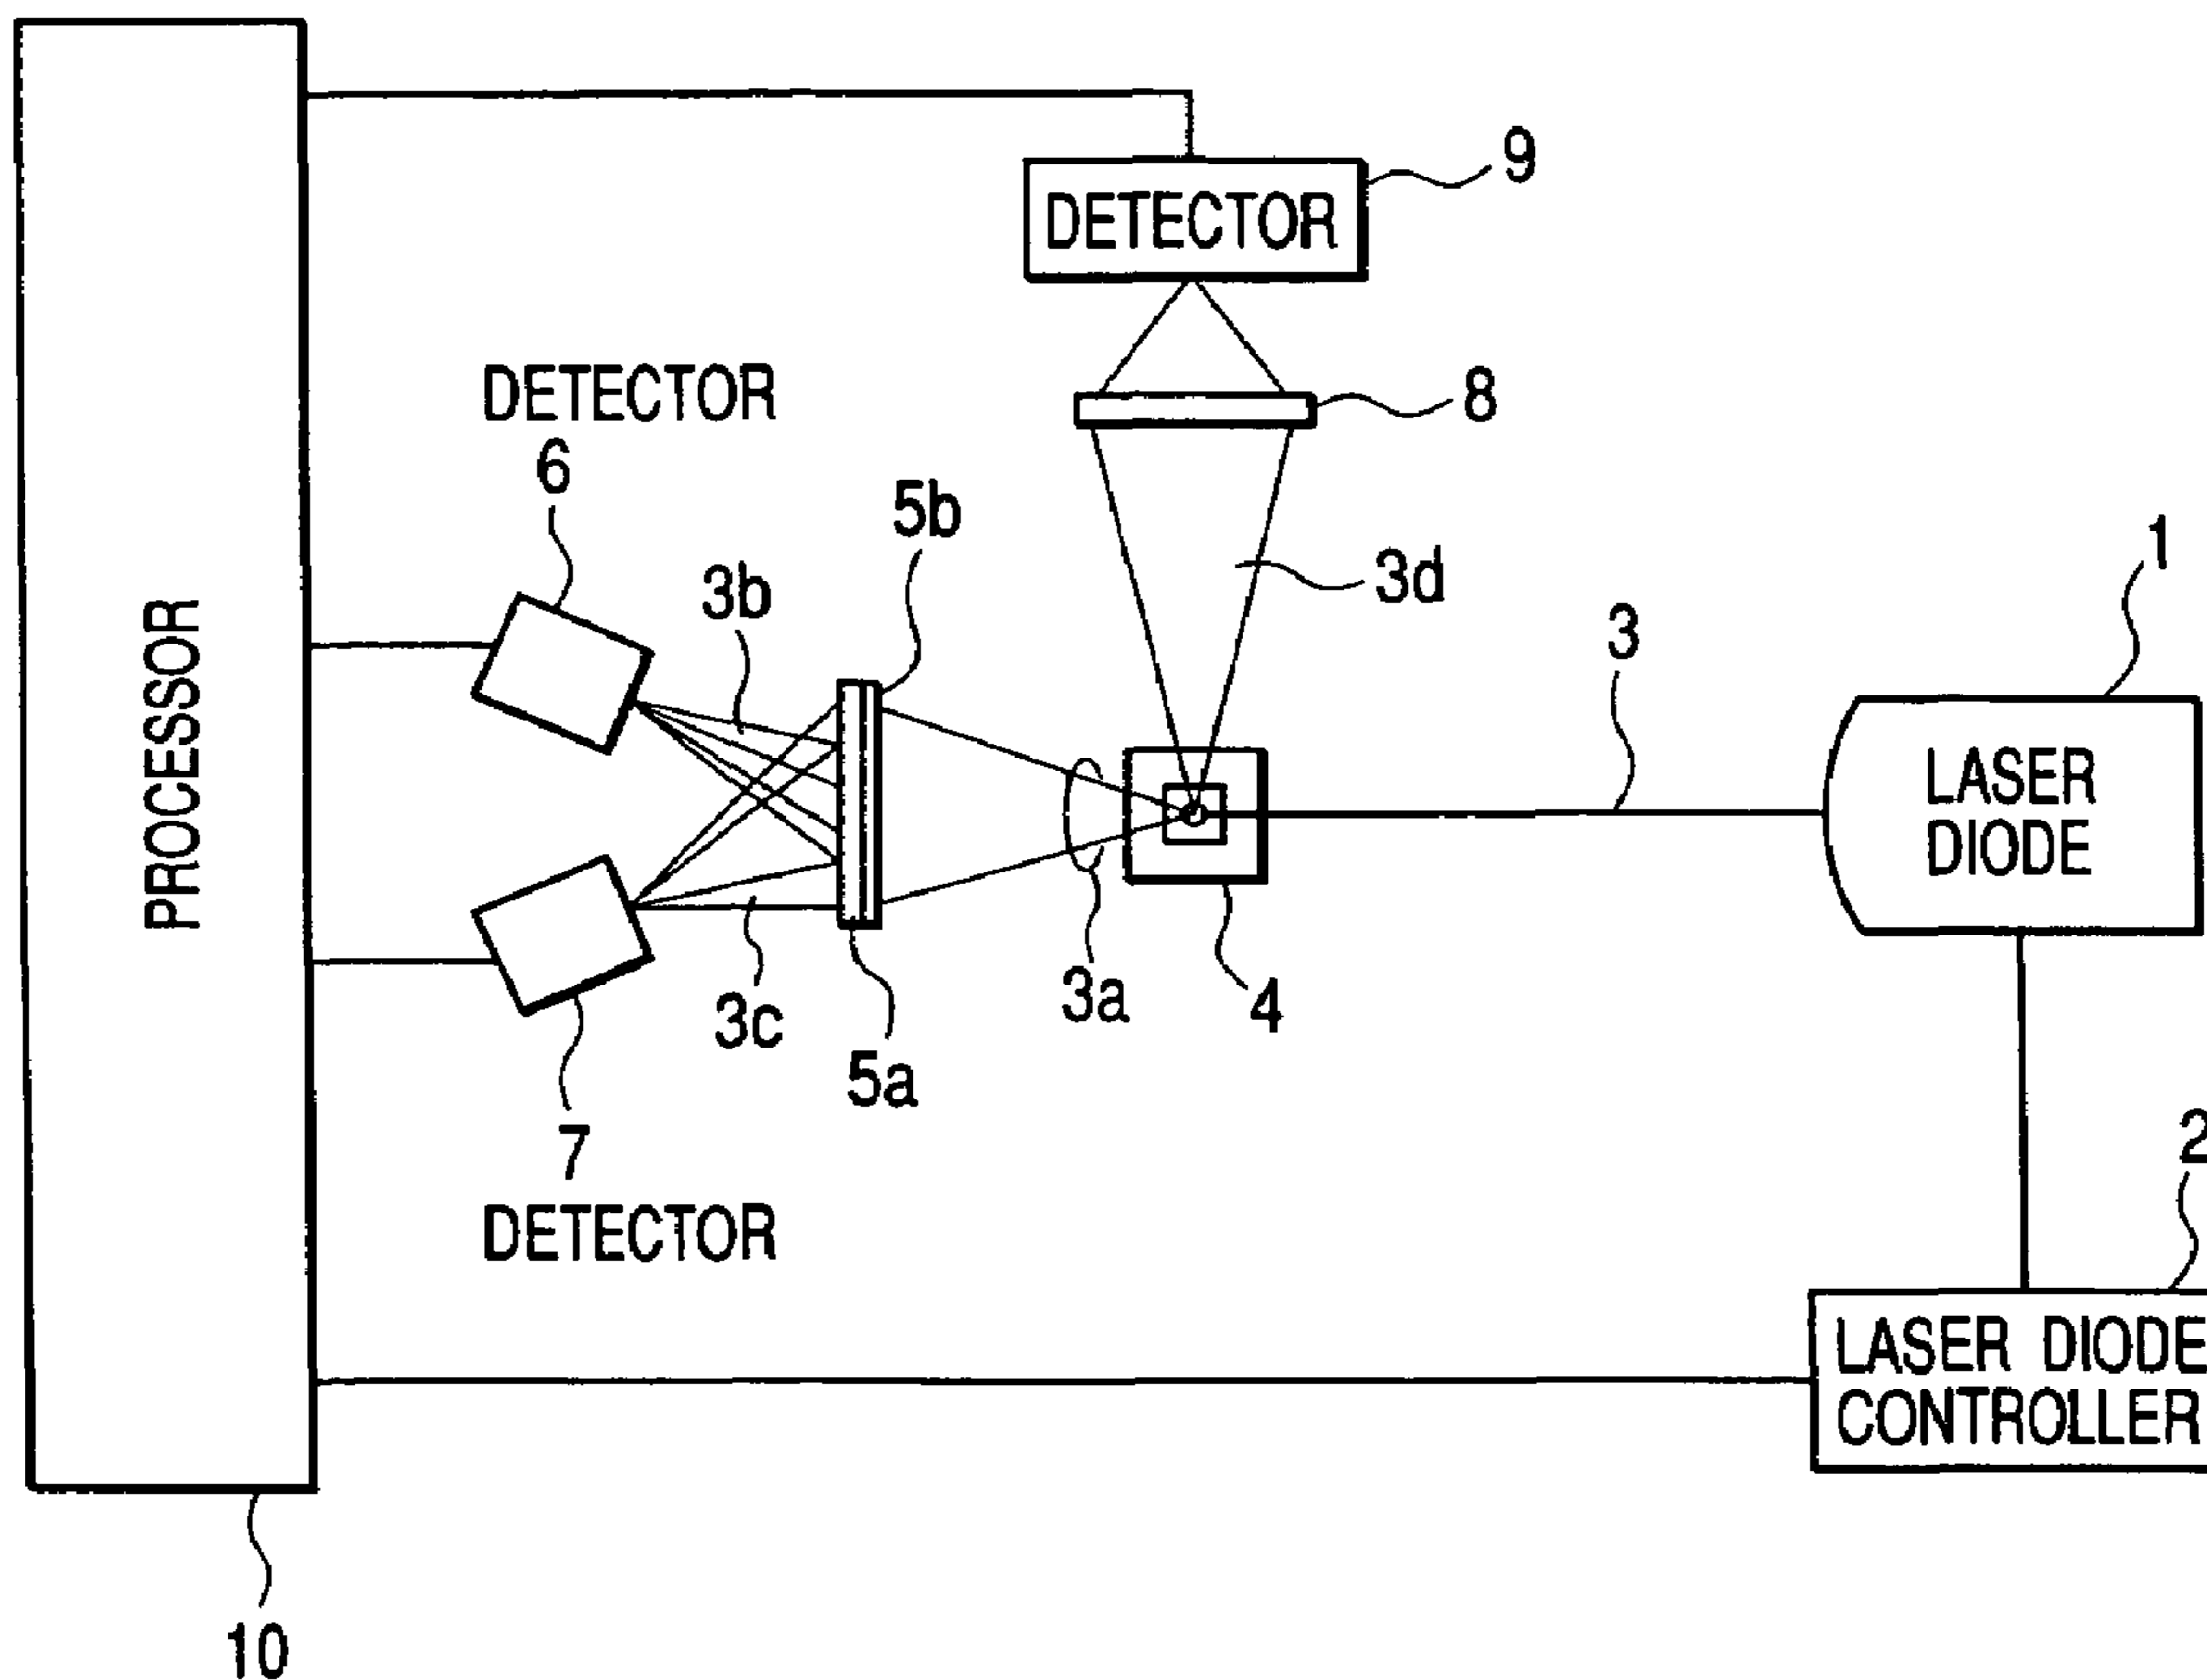 9
DETECTOR
DETECTOR
6
8
5b
3b
3d
1
3
PROCESSOR
LASER
DIODE
3c
3a
4
5a
7
DETECTOR
2
LASER DIODE
CONTROLLER
10